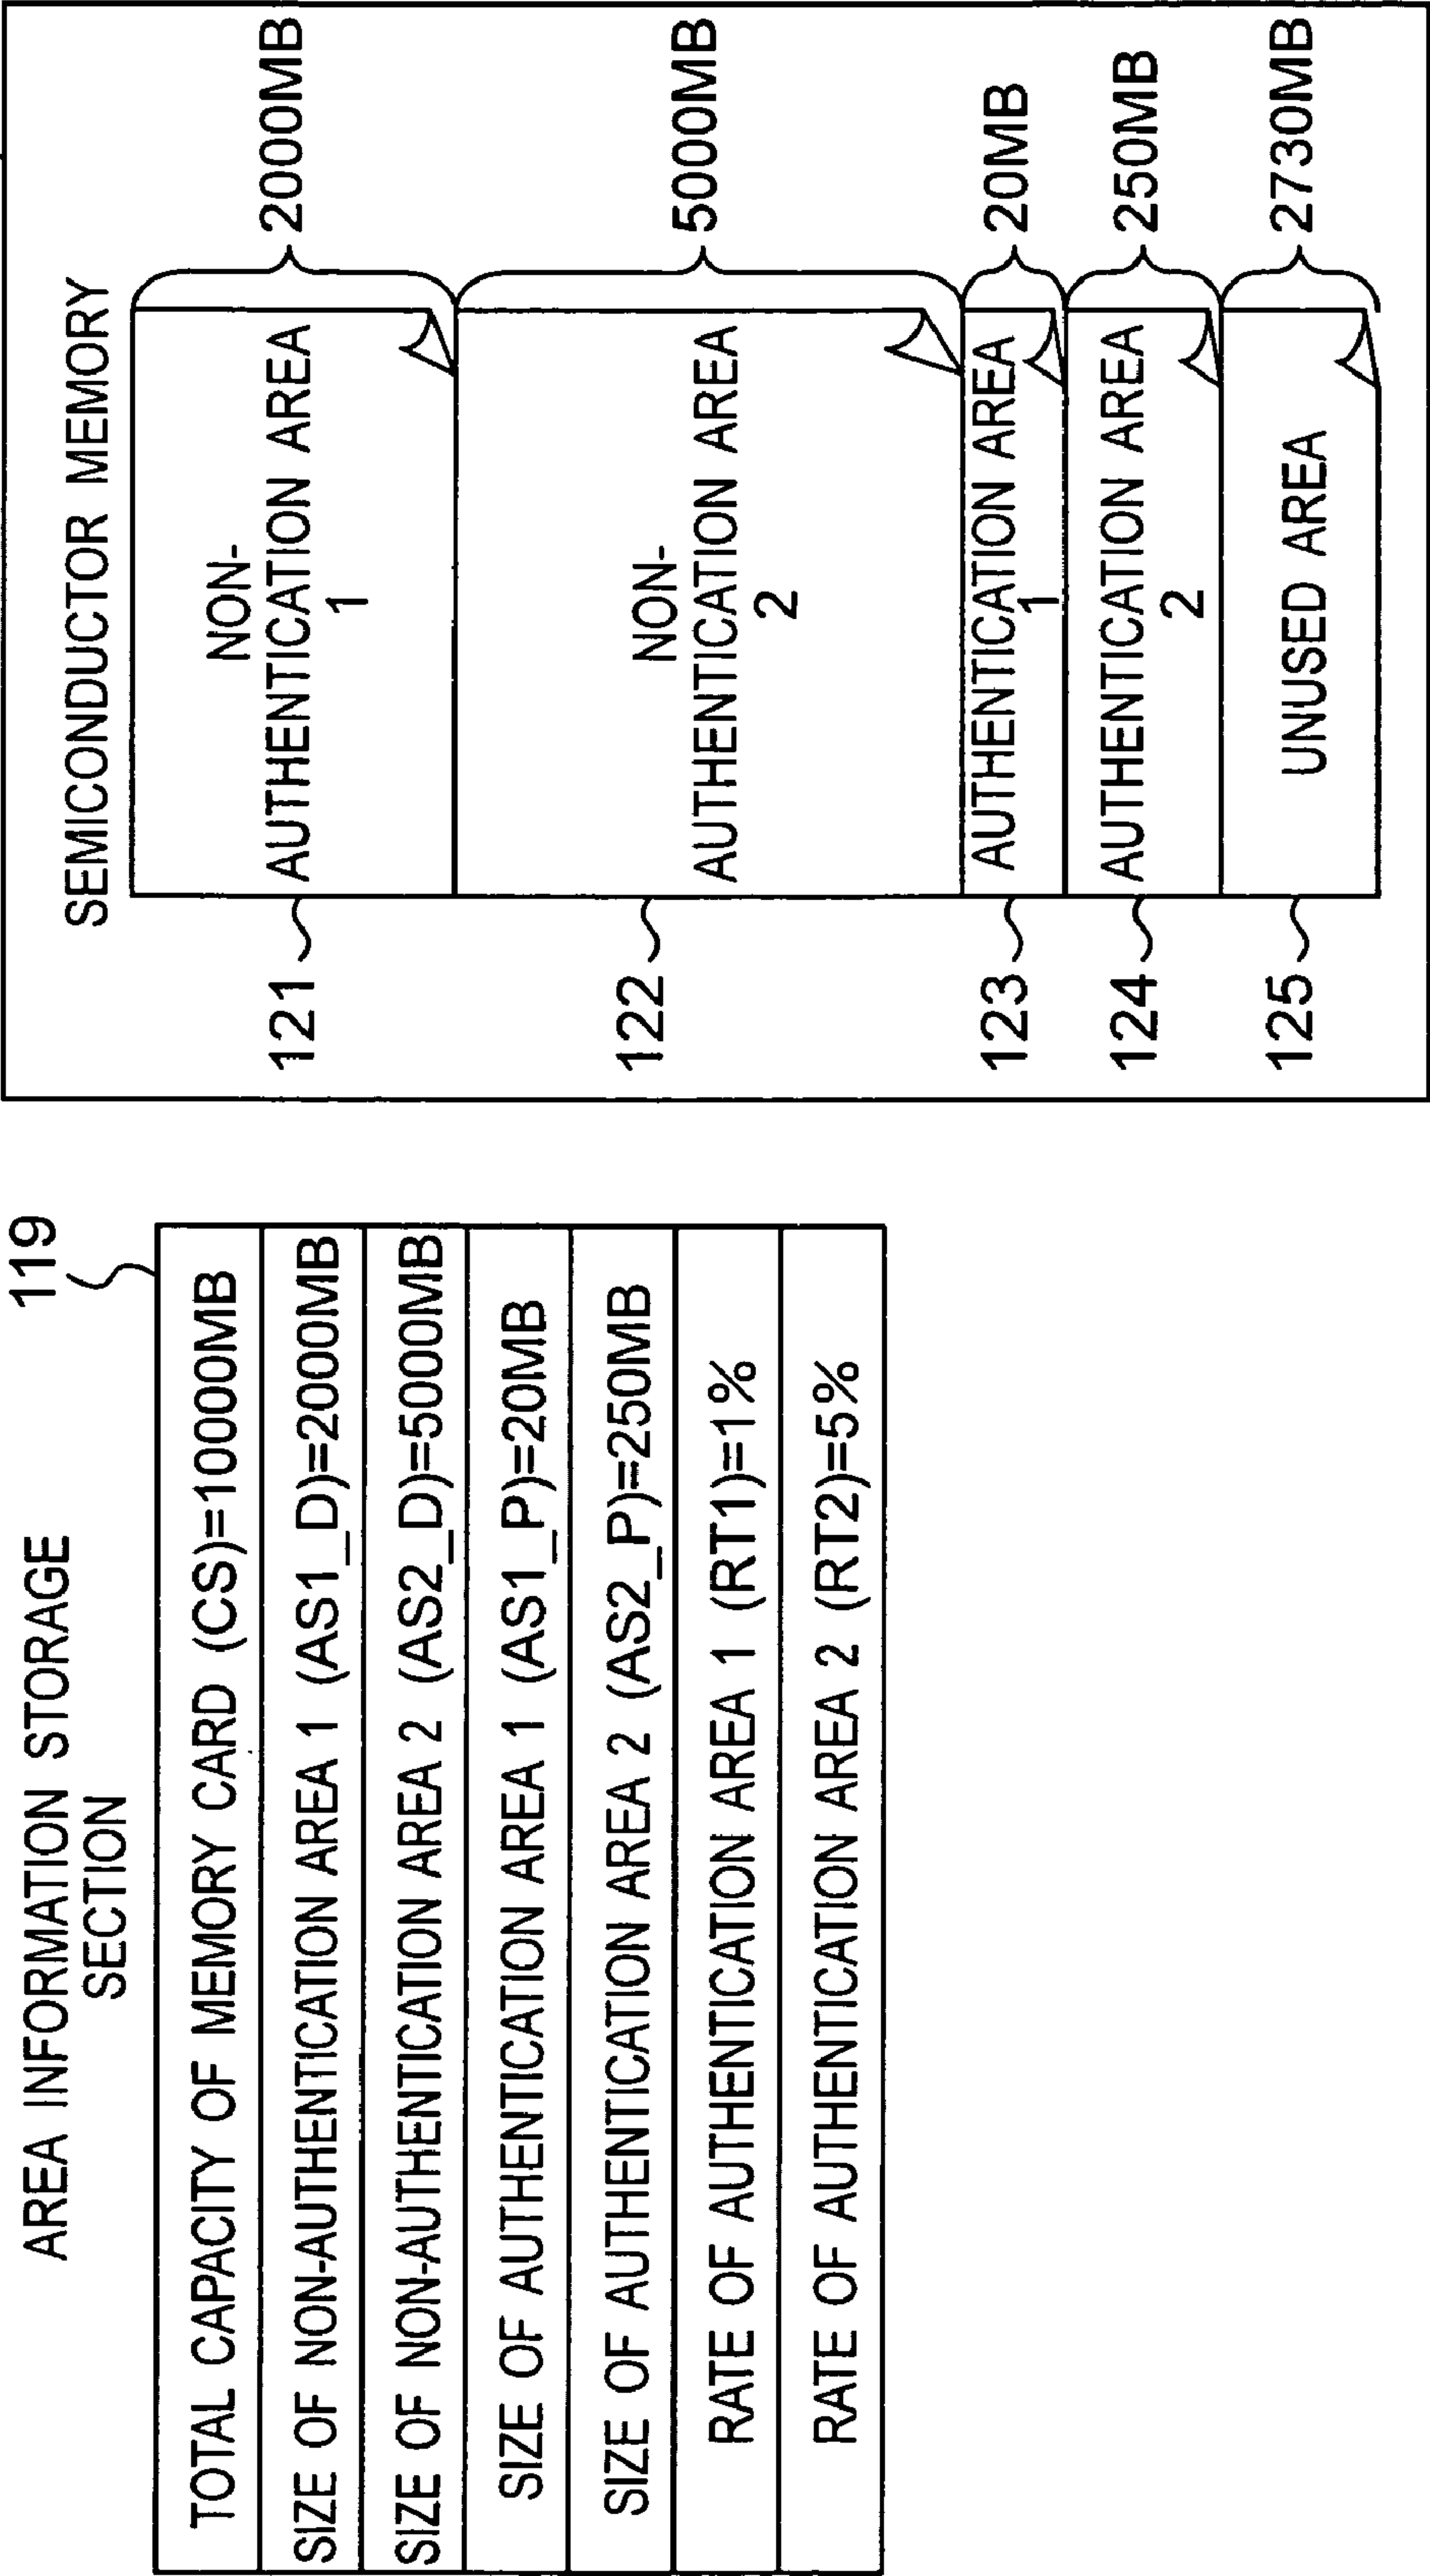 AREA INFORMATION STORAGE
SECTION
119
TOTAL CAPACITY OF MEMORY CARD (CS)=10000MB
SIZE OF NON-AUTHENTICATION AREA 1 (AS1_D)=2000MB
SIZE OF NON-AUTHENTICATION AREA 2 (AS2_D)=5000MB
SIZE OF AUTHENTICATION AREA 1 (AS1_P)=20MB
SIZE OF AUTHENTICATION AREA 2 (AS2_P)=250MB
RATE OF AUTHENTICATION AREA 1 (RT1)=1%
RATE OF AUTHENTICATION AREA 2 (RT2)=5%
SEMICONDUCTOR MEMORY
121
NON-
AUTHENTICATION AREA
1
2000MB
122
NON-
AUTHENTICATION AREA
2
5000MB
123
AUTHENTICATION AREA
1
20MB
124
AUTHENTICATION AREA
2
250MB
125
UNUSED AREA
2730MB